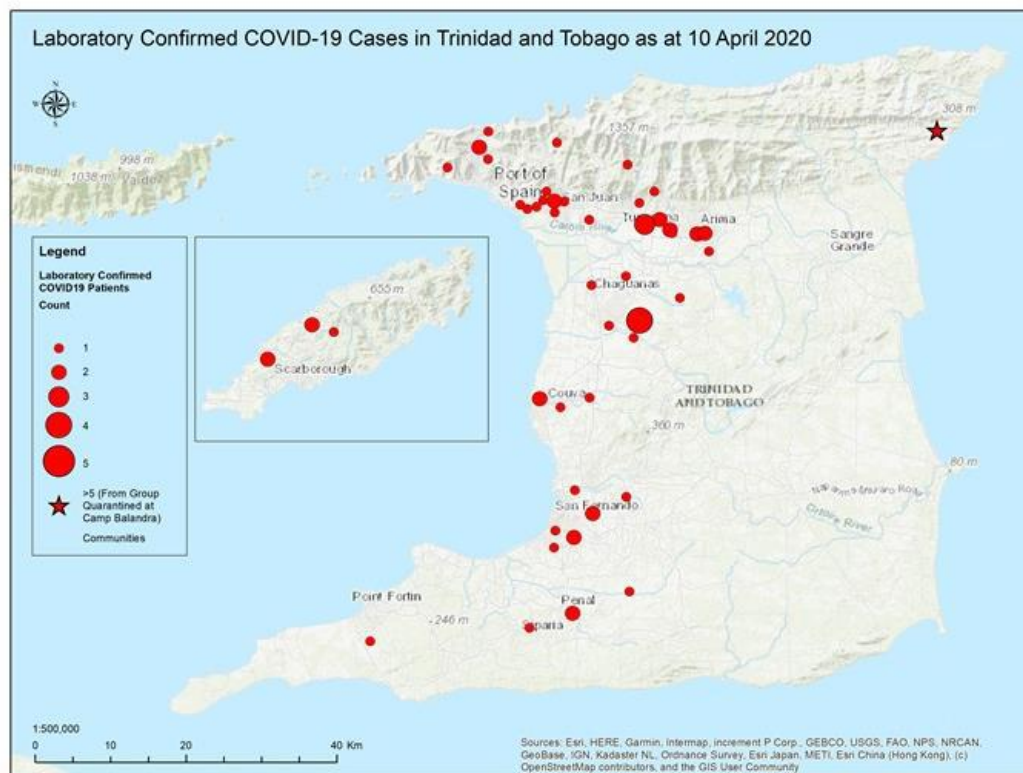 Laboratory Confirmed COVID-19 Cases in Trinidad and Tobago as at 10 April 2020
N
W E
S
308 m
1357 m
998 m
1038 m
Port of
Spain
San Juan
Caroni River
Arima
Sangre
Grande
Chaguanas
Legend
Laboratory Confirmed
COVID19 Patients
Count
1
2
3
4
5
>5 (From Group
Quarantined at
Camp Balandra)
Communities
655 m
Scarborough
Couva
TRINIDAD
AND TOBAGO
360 m
80 m
San Fernando
Ortoire River
Point Fortin
Penal
246 m
Siparia
1:500,000
0 10 20 40 Km
Sources: Esri, HERE, Garmin, Intermap, increment P Corp., GEBCO, USGS, FAO, NPS, NRCAN,
GeoBase, IGN, Kadaster NL, Ordnance Survey, Esri Japan, METI, Esri China (Hong Kong), (c)
OpenStreetMap contributors, and the GIS User Community